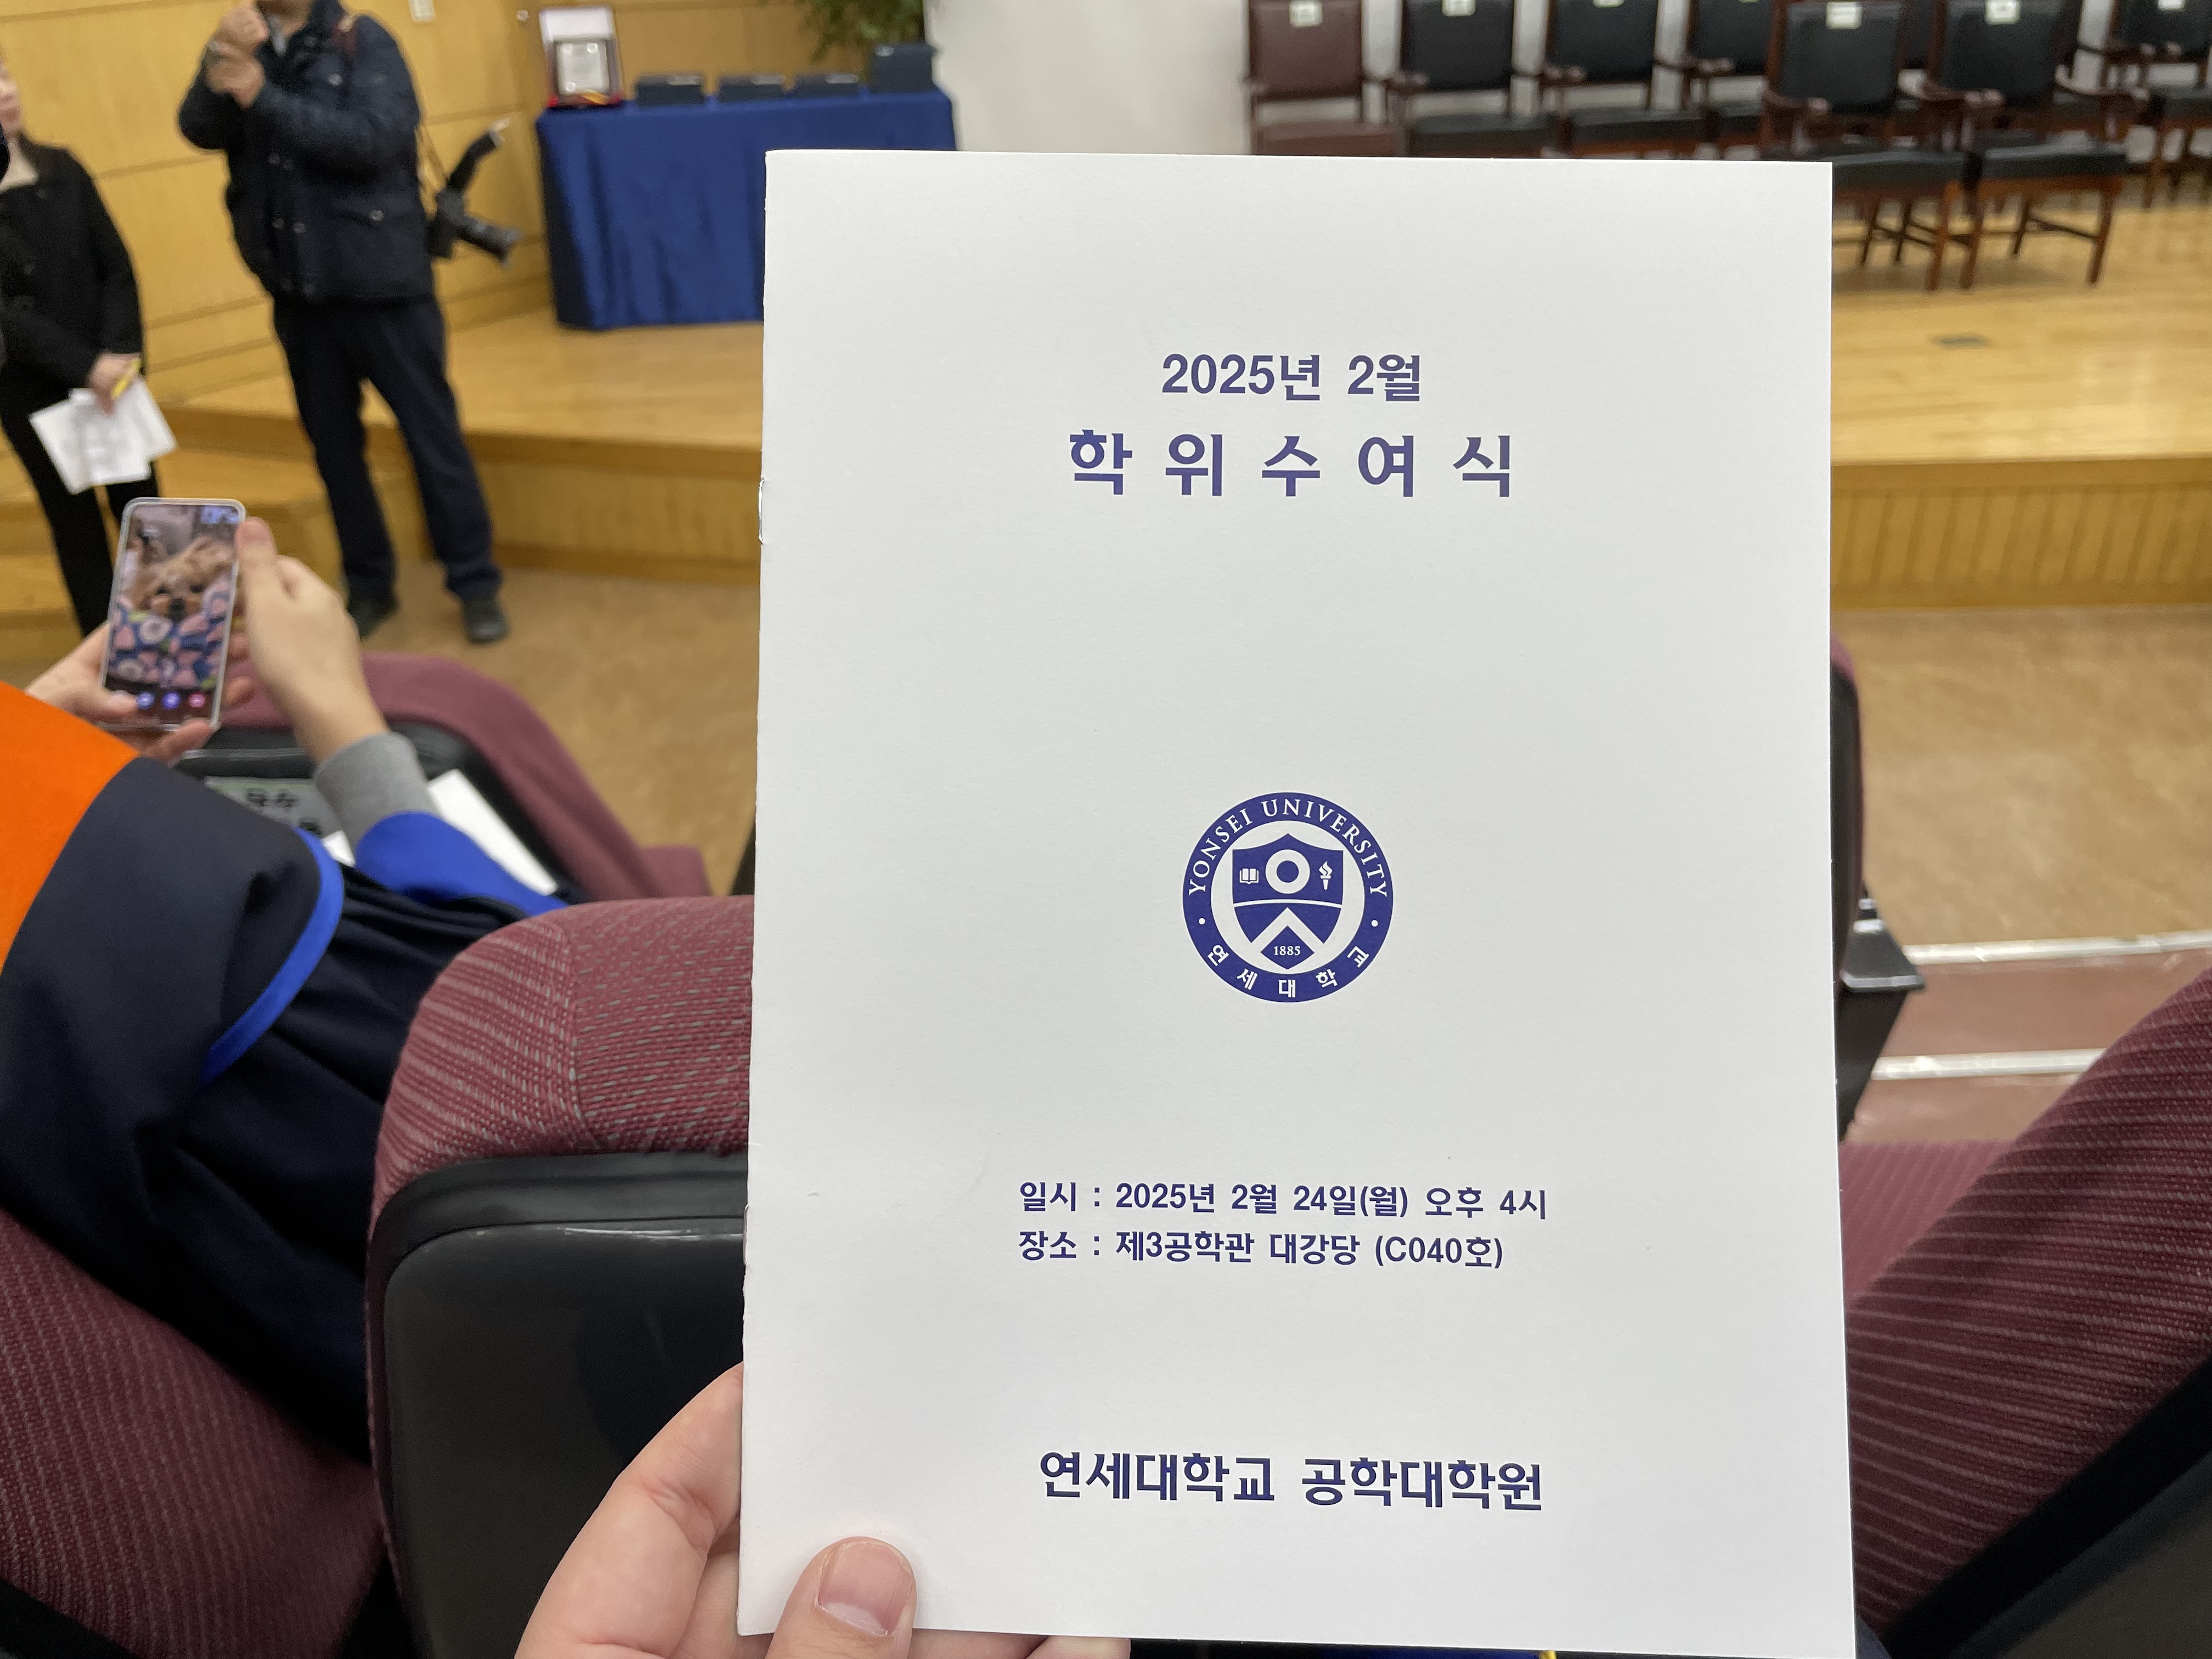 2025년 2월
학위수여식
YONSEI UNIVERSITY
1885
연세대학교
일시 : 2025년 2월 24일(월) 오후 4시
장소 : 제3공학관 대강당 (C040호)
연세대학교 공학대학원